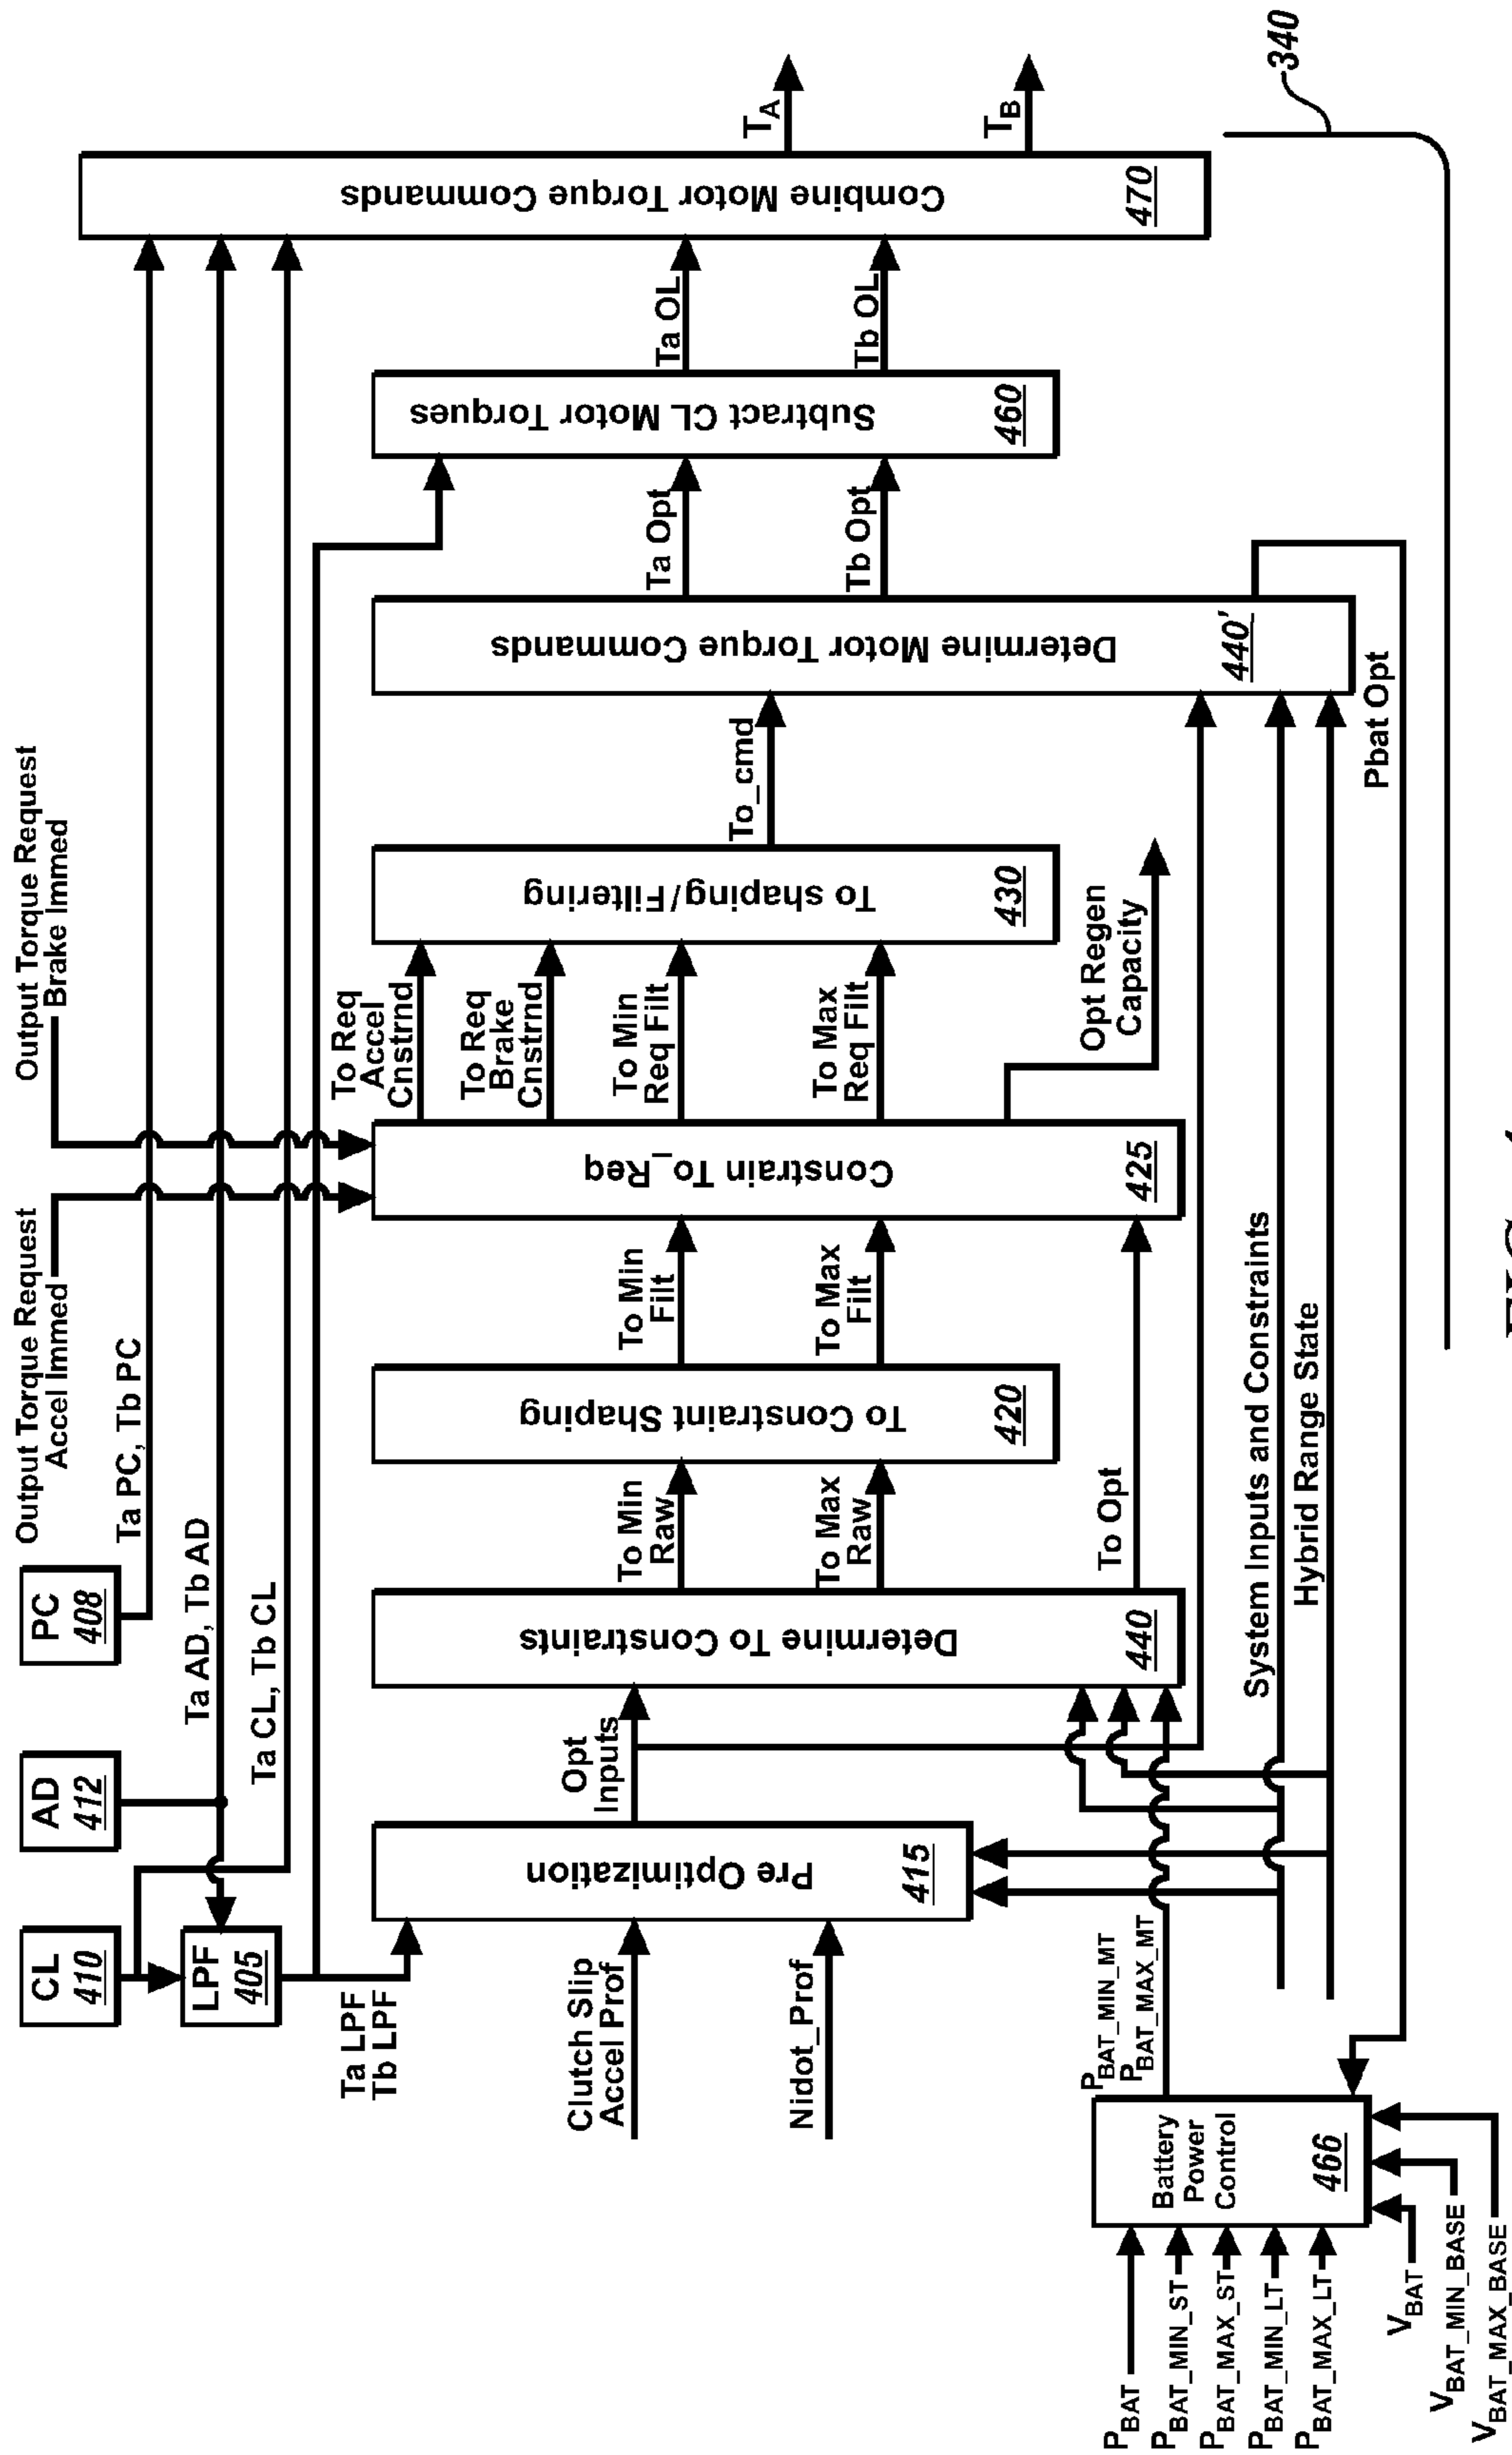 CL
410
AD
412
PC
408
LPF
405
Output Torque Request
Accel Immed
Output Torque Request
Brake Immed
Ta PC, Tb PC
Ta AD, Tb AD
Ta CL, Tb CL
Ta LPF
Tb LPF
Clutch Slip
Accel Prof
Nidot_Prof
Pre Optimization
415
Opt
Inputs
Determine To Constraints
440
To Min
Raw
To Max
Raw
To Opt
To Constraint Shaping
420
To Min
Filt
To Max
Filt
Constrain To_Req
425
To Req
Accel
Cnstrnd
To Req
Brake
Cnstrnd
To Min
Req Filt
To Max
Req Filt
Opt Regen
Capacity
To shaping/Filtering
430
To_cmd
Determine Motor Torque Commands
440'
Ta Opt
Tb Opt
Subtract CL Motor Torques
460
Ta OL
Tb OL
Combine Motor Torque Commands
470
TA
TB
PBAT_MIN_MT
PBAT_MAX_MT
System Inputs and Constraints
Hybrid Range State
Pbat Opt
Battery
Power
Control
466
PBAT
PBAT_MIN_ST
PBAT_MAX_ST
PBAT_MIN_LT
PBAT_MAX_LT
VBAT
VBAT_MIN_BASE
VBAT_MAX_BASE
340